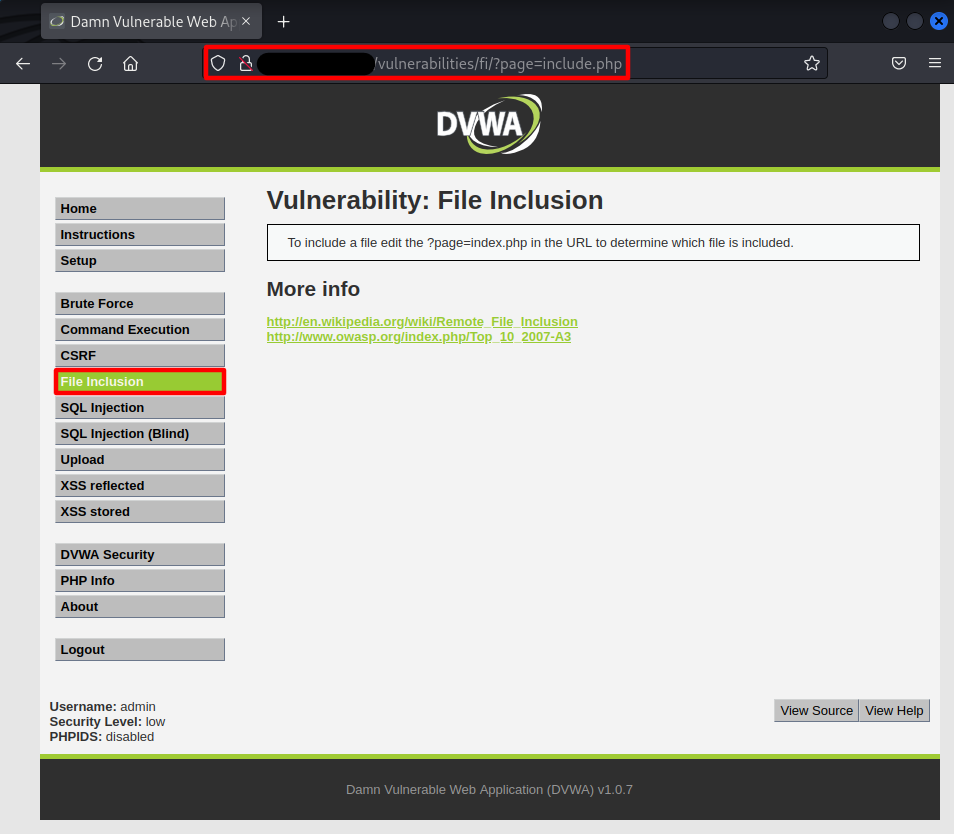 Damn Vulnerable Web Ap
/vulnerabilities/fi/?page=include.php
DVWA
Vulnerability: File Inclusion
To include a file edit the ?page=index.php in the URL to determine which file is included.
More info
http://en.wikipedia.org/wiki/Remote_File_Inclusion
http://www.owasp.org/index.php/Top_10_2007-A3
Home
Instructions
Setup
Brute Force
Command Execution
CSRF
File Inclusion
SQL Injection
SQL Injection (Blind)
Upload
XSS reflected
XSS stored
DVWA Security
PHP Info
About
Logout
Username: admin
Security Level: low
PHPIDS: disabled
View Source View Help
Damn Vulnerable Web Application (DVWA) v1.0.7